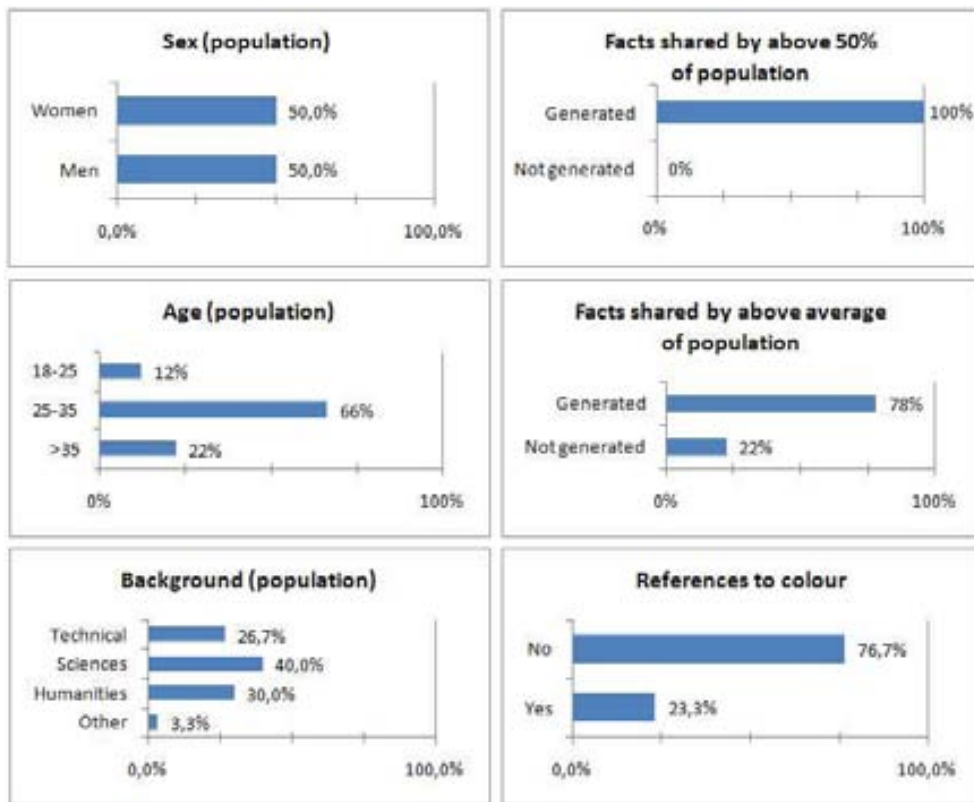 Sex (population)
Women 50,0%
Men 50,0%
0,0% 100,0%
Facts shared by above 50%
of population
Generated 100%
Not generated 0%
0% 100%
Age (population)
18-25 12%
25-35 66%
>35 22%
0% 100%
Facts shared by above average
of population
Generated 78%
Not generated 22%
0% 100%
Background (population)
Technical 26,7%
Sciences 40,0%
Humanities 30,0%
Other 3,3%
0,0% 100,0%
References to colour
No 76,7%
Yes 23,3%
0,0% 100,0%